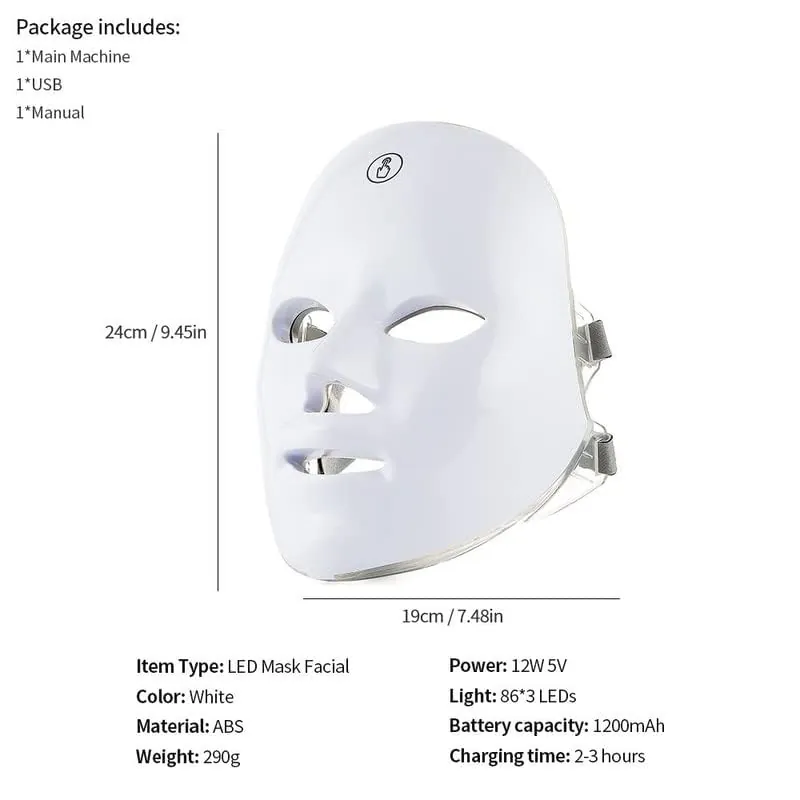 Package includes:
1*Main Machine
1*USB
1*Manual
24cm / 9.45in
19cm / 7.48in
Item Type: LED Mask Facial
Color: White
Material: ABS
Weight: 290g
Power: 12W 5V
Light: 86*3 LEDs
Battery capacity: 1200mAh
Charging time: 2-3 hours